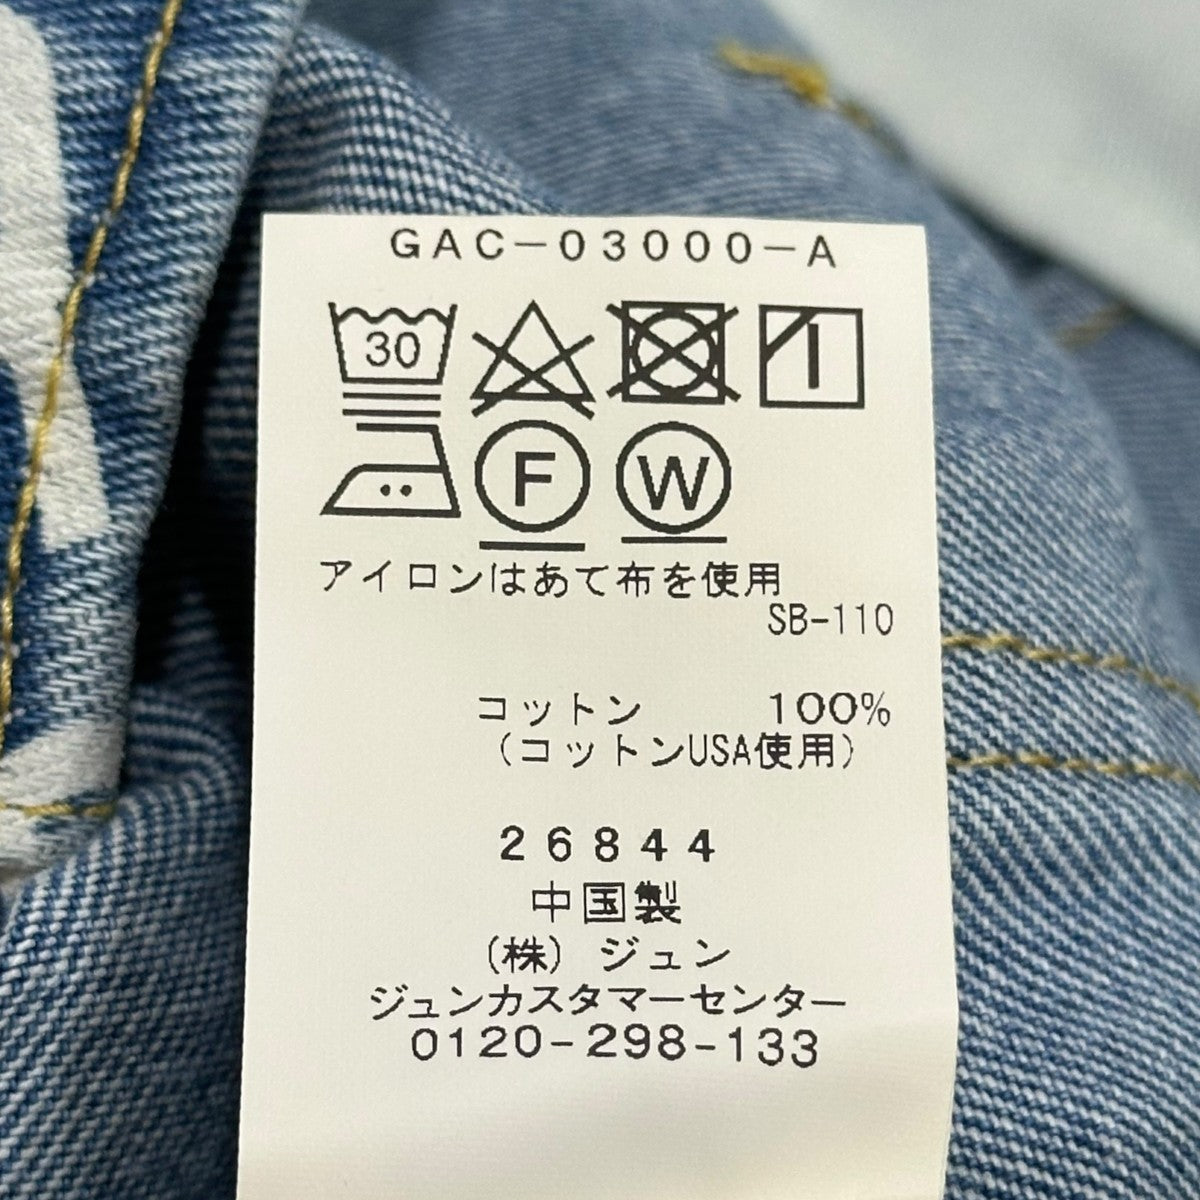 GAC-03000-A
30
F W
アイロンはあて布を使用
SB-110
コットン 100%
(コットンUSA使用)
26844
中国製
(株)ジュン
ジュンカスタマーセンター
0120-298-133